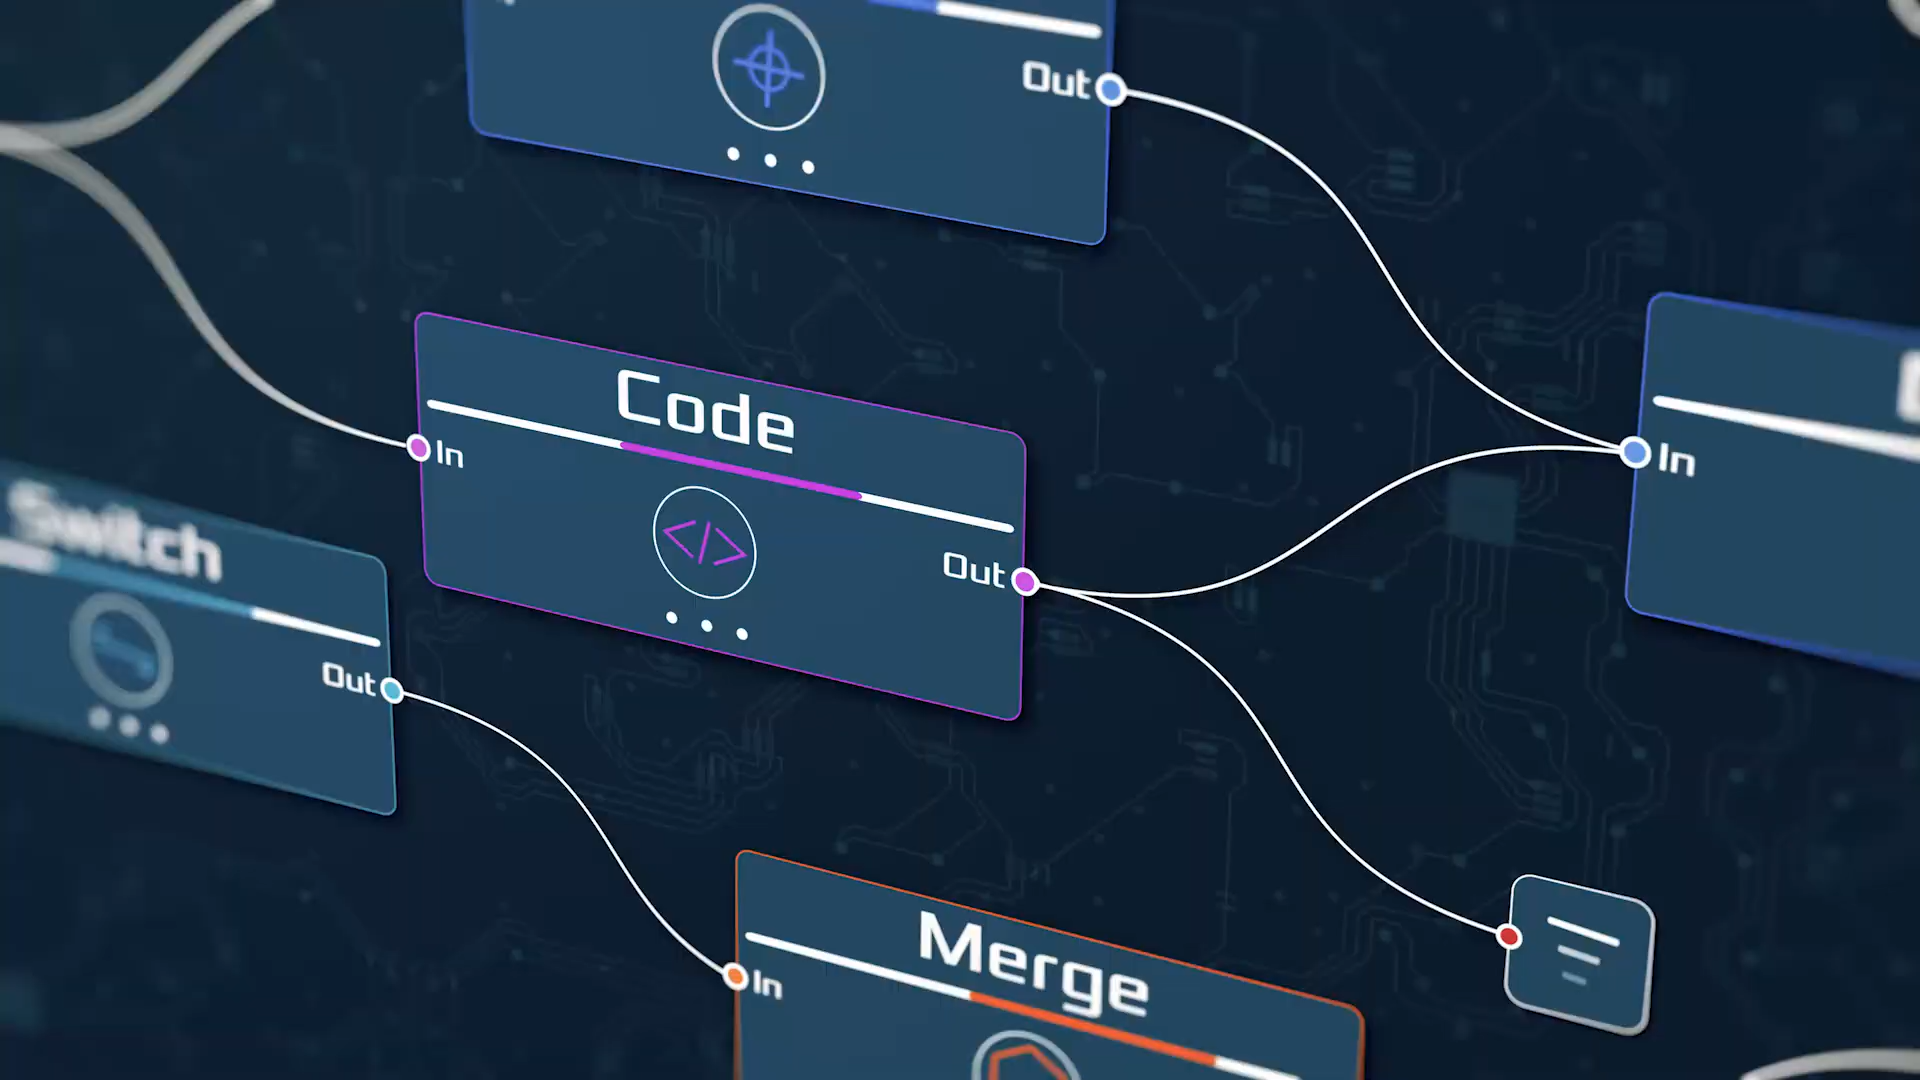 Out
Code
In
Out
In
Switch
Out
Merge
In